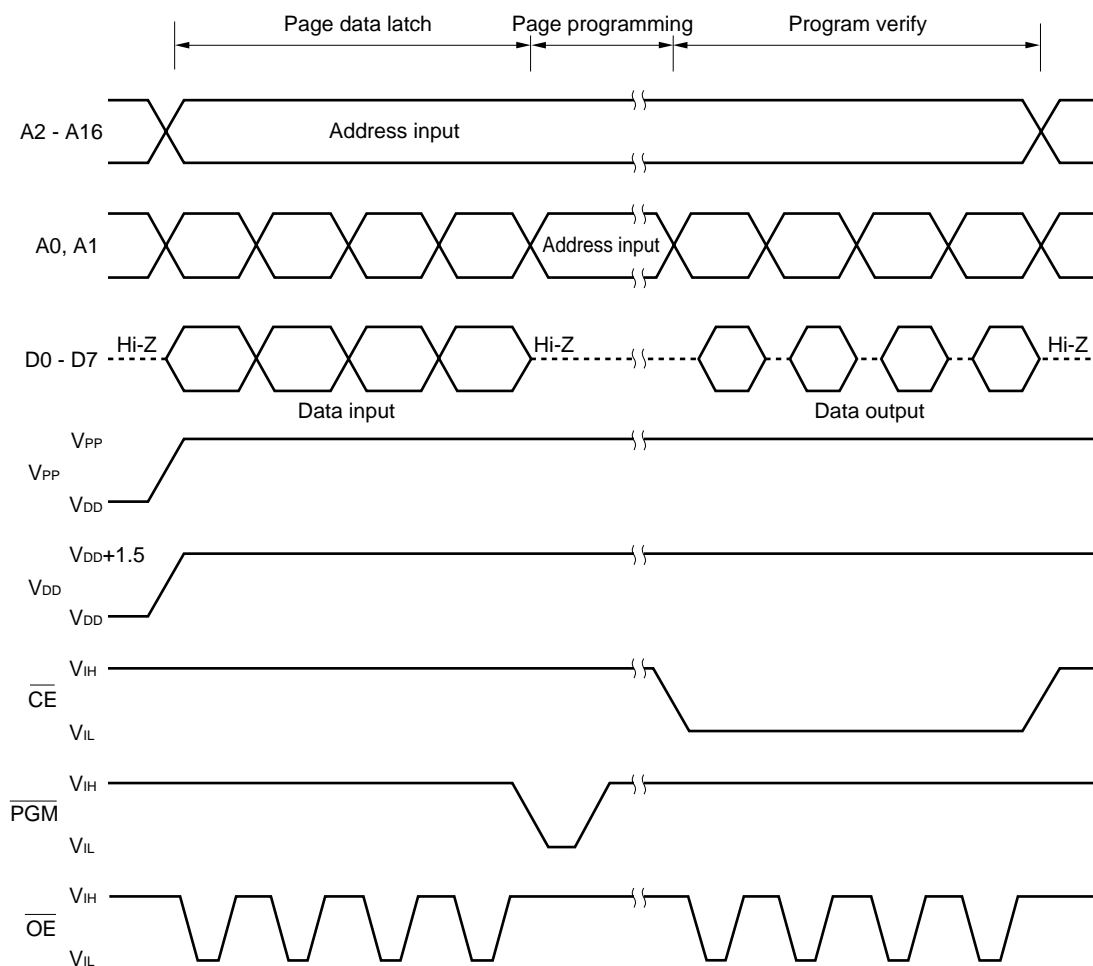 Page data latch Page programming Program verify
A2 - A16 Address input
A0, A1 Address input
D0 - D7 Hi-Z Hi-Z Hi-Z
Data input Data output
VPP
VPP
VDD
VDD+1.5
VDD
VDD
VIH
CE
VIL
VIH
PGM
VIL
VIH
OE
VIL